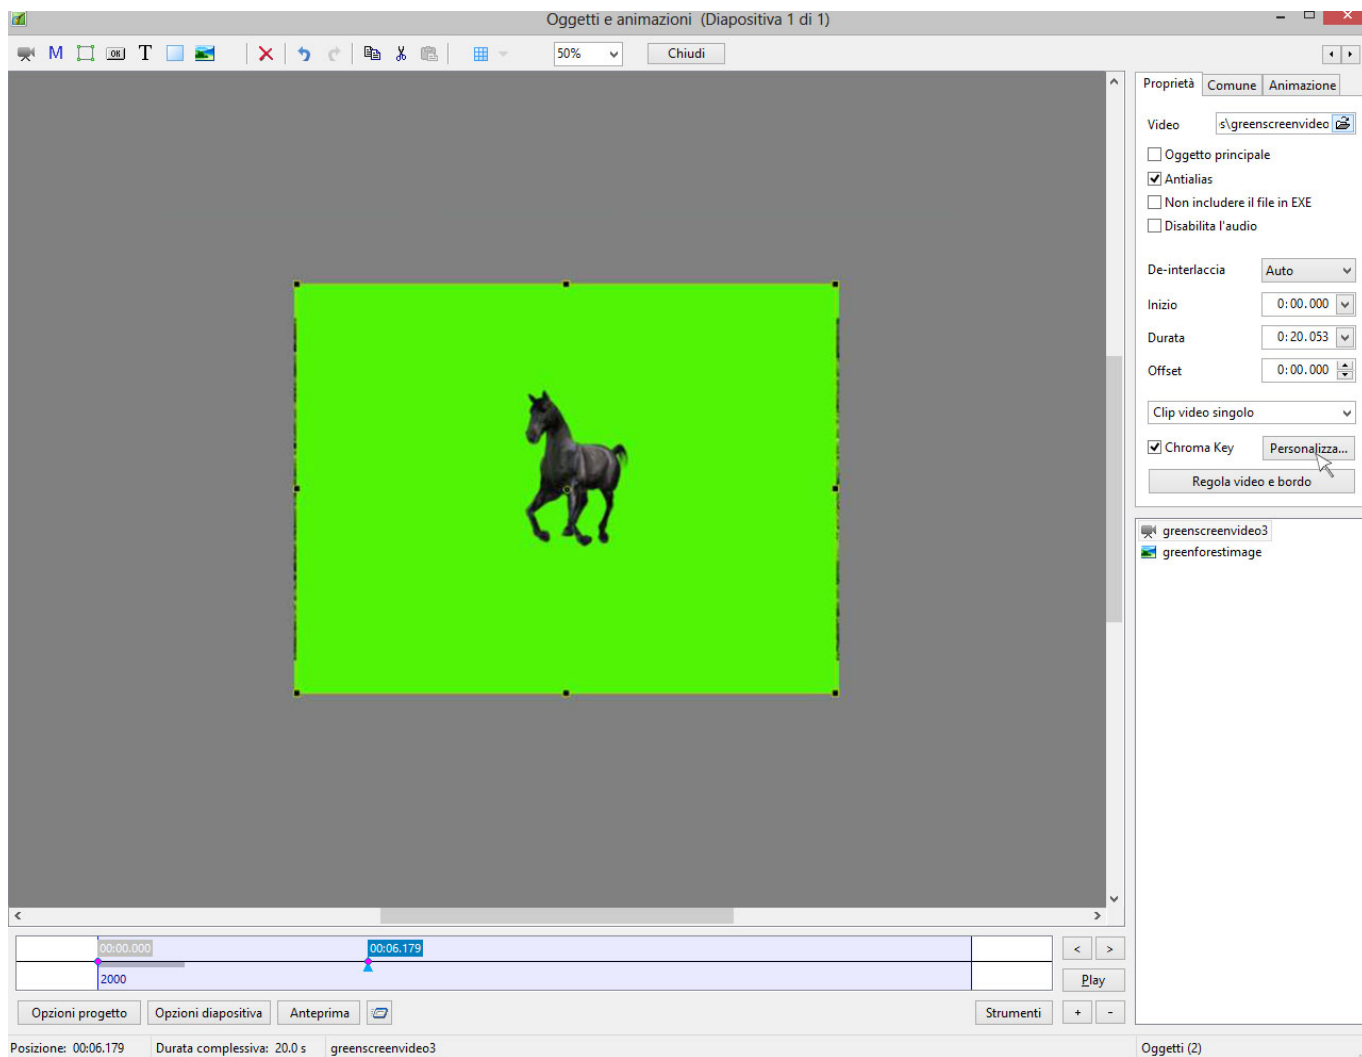 Oggetti e animazioni (Diapositiva 1 di 1)
M OK T 50% Chiudi
Proprietà Comune Animazione
Video s\greenscreenvideo
Oggetto principale
Antialias
Non includere il file in EXE
Disabilita l'audio
De-interlaccia Auto
Inizio 0:00.000
Durata 0:20.053
Offset 0:00.000
Clip video singolo
Chroma Key Personalizza...
Regola video e bordo
greenscreenvideo3
greenforestimage
00:00.000 00:06.179
2000
< >
Play
Opzioni progetto Opzioni diapositiva Anteprima Strumenti + -
Posizione: 00:06.179 Durata complessiva: 20.0 s greenscreenvideo3 Oggetti (2)